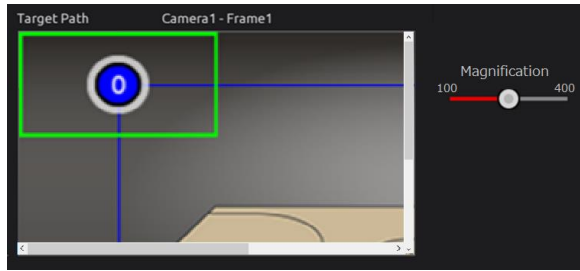 Target Path
Camera1 - Frame1
0
Magnification
100
400